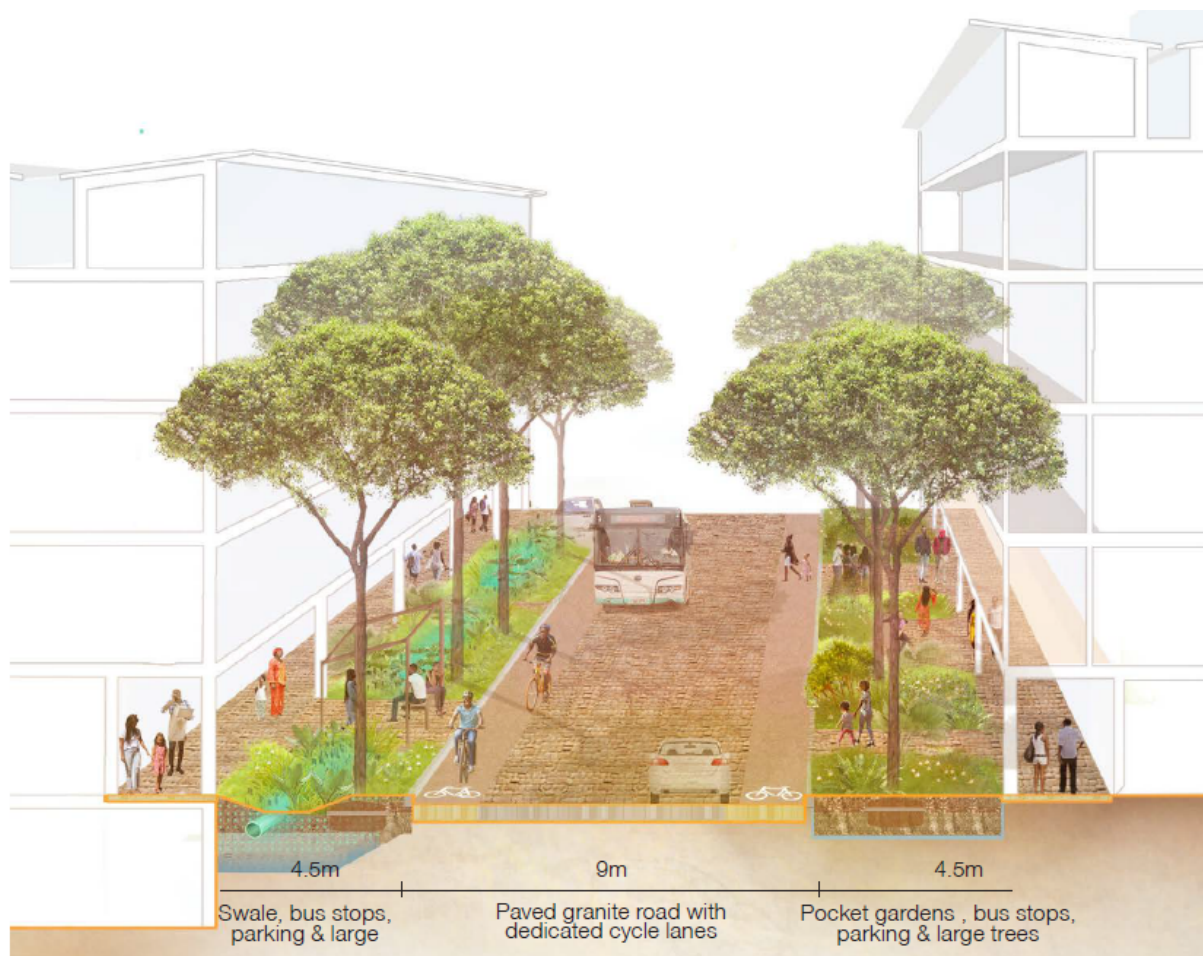 4.5m
9m
4.5m
Swale, bus stops,
parking & large
Paved granite road with
dedicated cycle lanes
Pocket gardens , bus stops,
parking & large trees